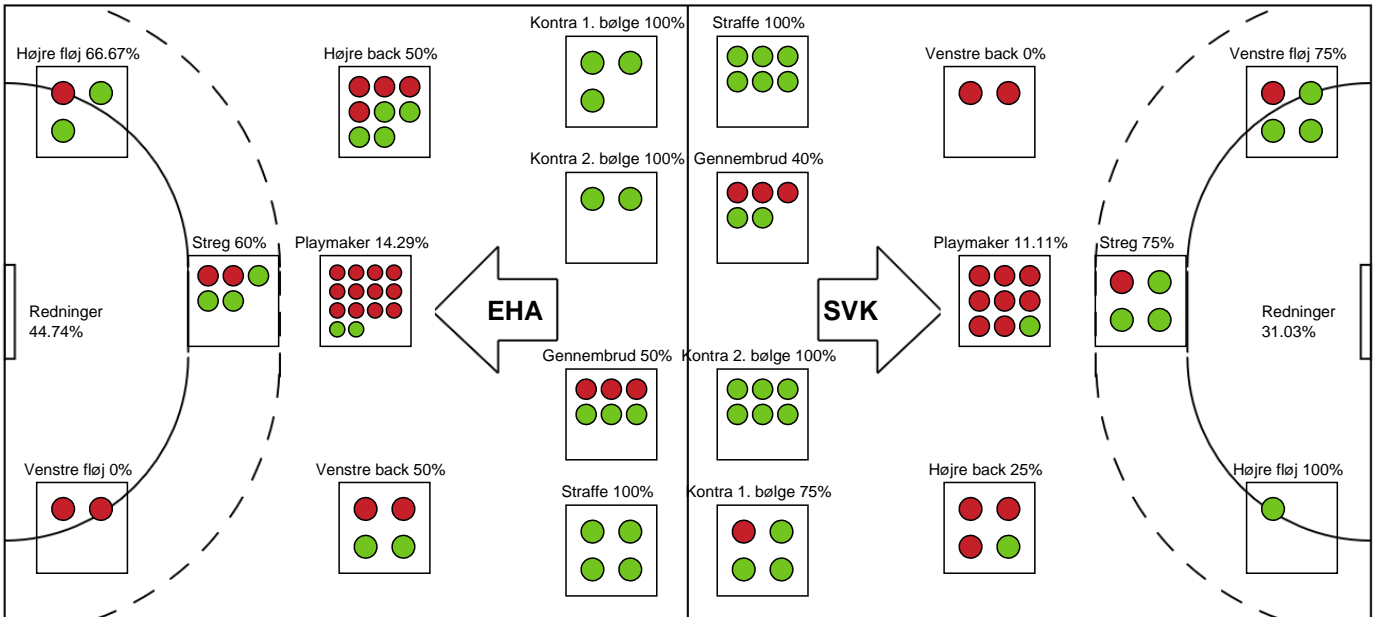 Kontra 1. bølge 100%
Straffe 100%
Højre fløj 66.67%
Højre back 50%
Venstre back 0%
Venstre fløj 75%
Kontra 2. bølge 100%
Gennembrud 40%
Streg 60%
Playmaker 14.29%
Playmaker 11.11%
Streg 75%
EHA
SVK
Redninger
44.74%
Redninger
31.03%
Gennembrud 50%
Kontra 2. bølge 100%
Venstre fløj 0%
Venstre back 50%
Højre back 25%
Højre fløj 100%
Straffe 100%
Kontra 1. bølge 75%